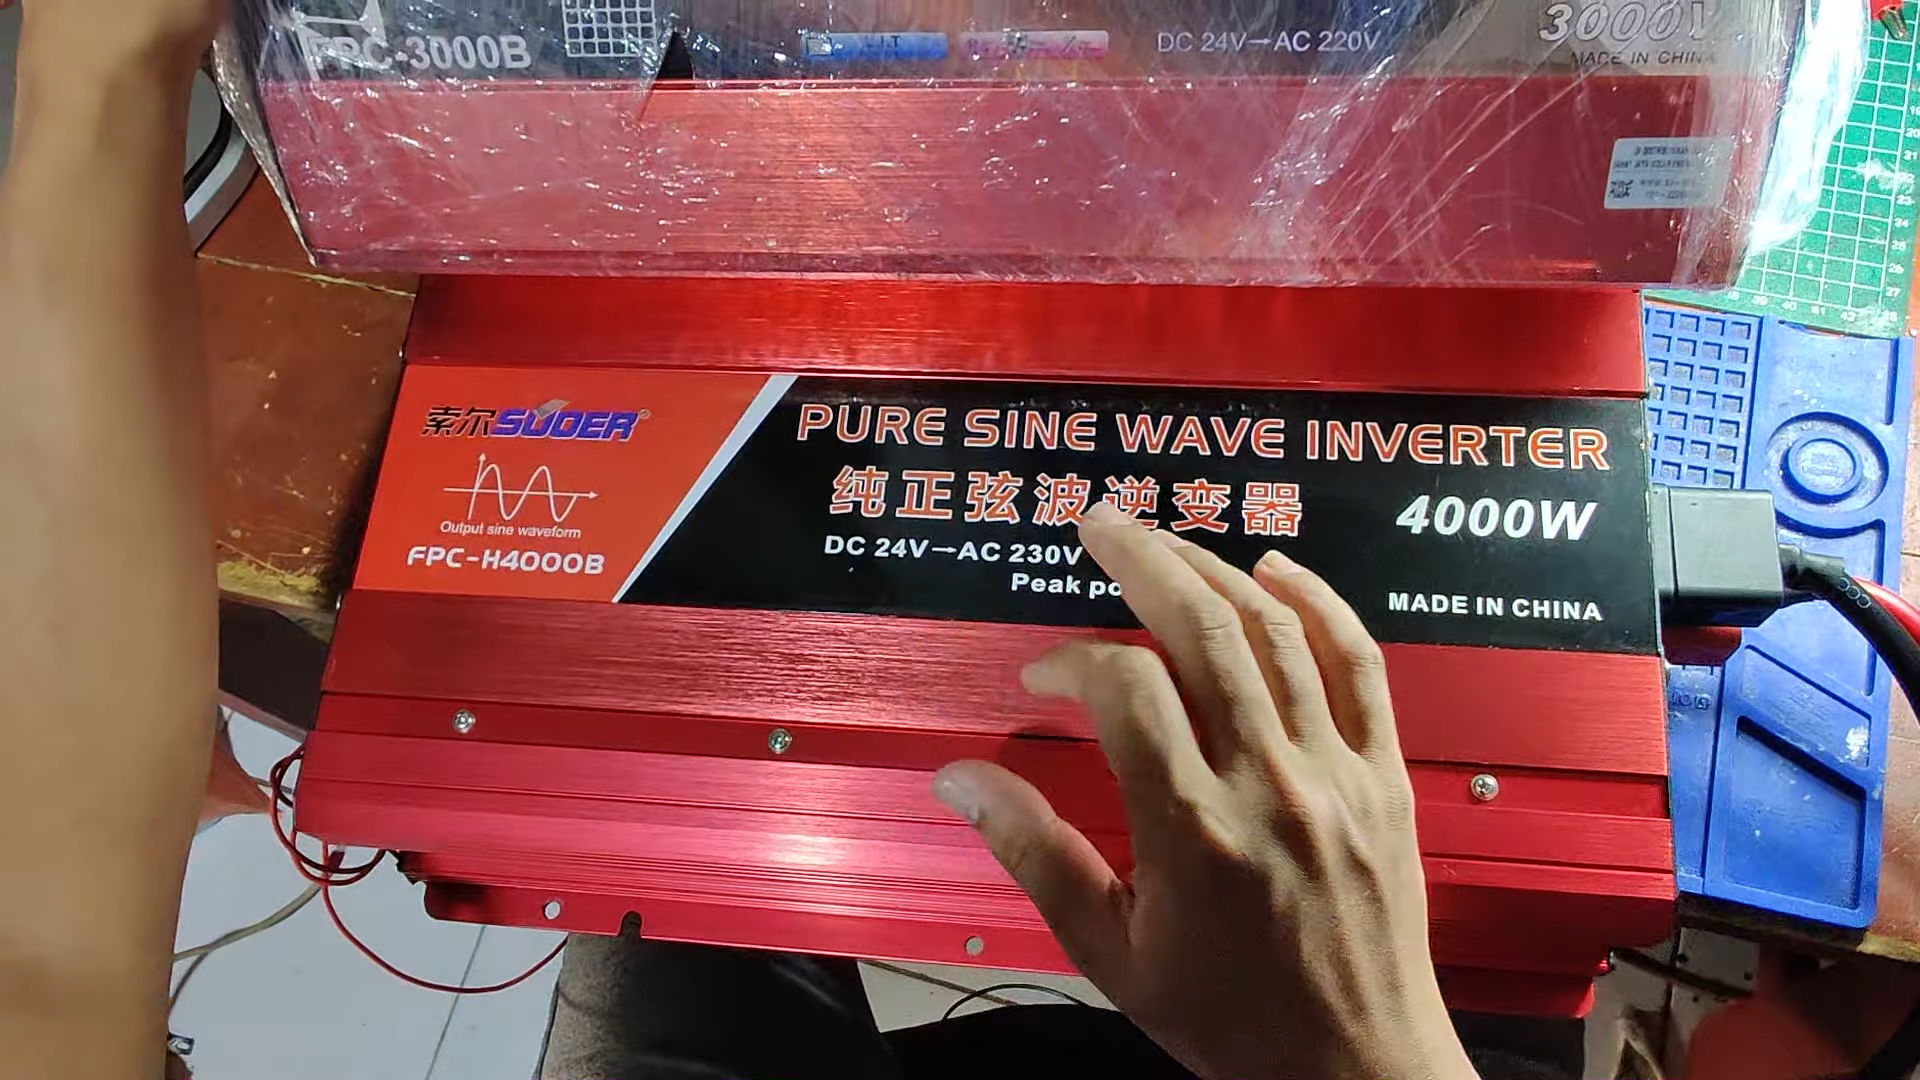 FPC-3000B
DC 24V→AC 220V
3000
MADE IN CHINA
索尔SUOER®
Output sine waveform
FPC-H4000B
PURE SINE WAVE INVERTER
纯正弦波逆变器
4000W
DC 24V→AC 230V
Peak
MADE IN CHINA